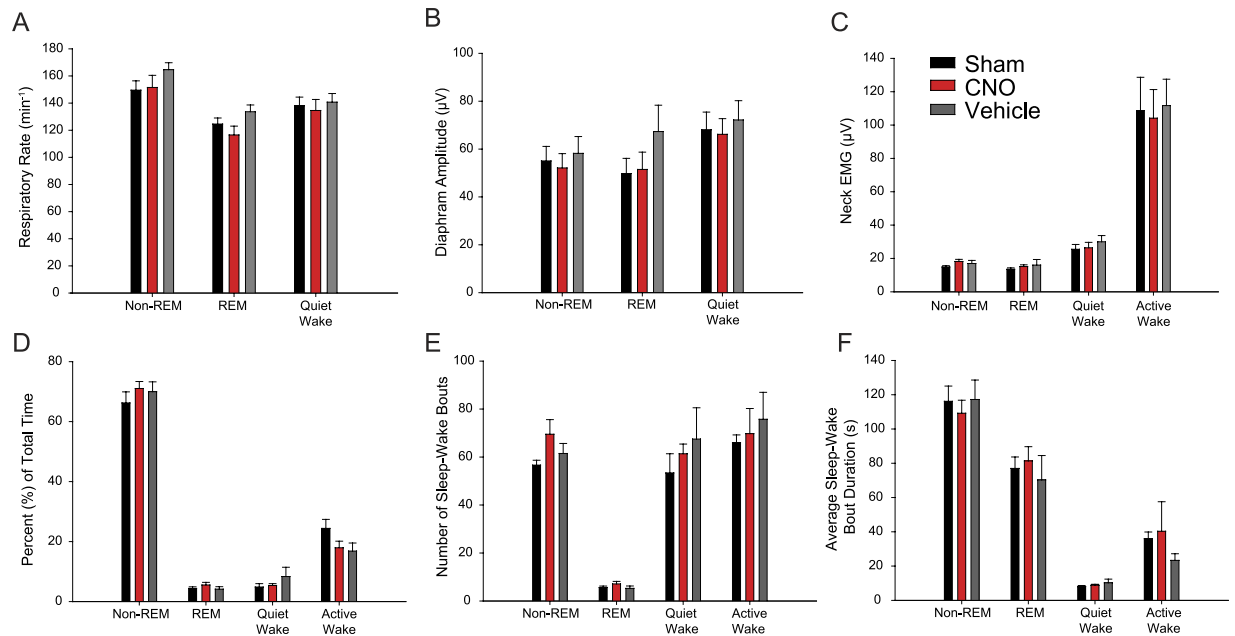 A
Respiratory Rate (min⁻¹)
180
160
140
120
100
80
60
40
20
0
Non-REM
REM
Quiet
Wake
B
Diaphram Amplitude (µV)
100
80
60
40
20
0
Non-REM
REM
Quiet
Wake
C
Neck EMG (µV)
140
120
100
80
60
40
20
0
Sham
CNO
Vehicle
Non-REM
REM
Quiet
Wake
Active
Wake
D
Percent (%) of Total Time
80
60
40
20
0
Non-REM
REM
Quiet
Wake
Active
Wake
E
Number of Sleep-Wake Bouts
100
80
60
40
20
0
Non-REM
REM
Quiet
Wake
Active
Wake
F
Average Sleep-Wake
Bout Duration (s)
140
120
100
80
60
40
20
0
Non-REM
REM
Quiet
Wake
Active
Wake